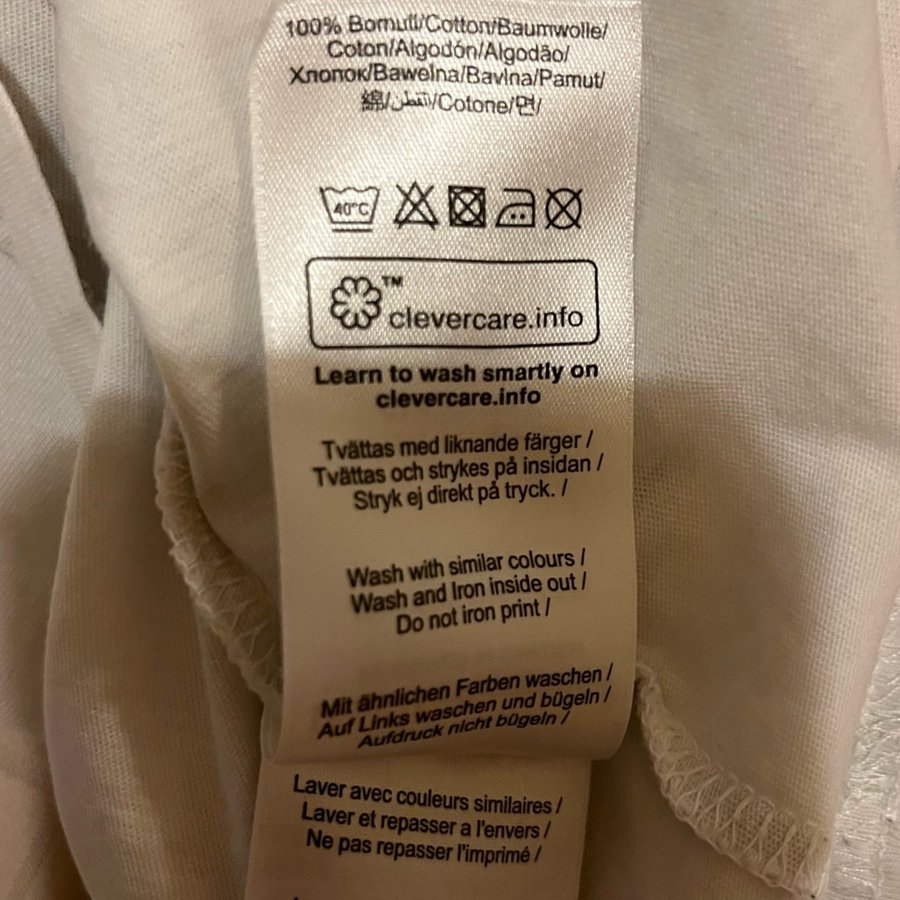 100% Bomull/Cotton/Baumwolle/
Coton/Algodón/Algodão/
Хлопок/Bawełna/Bavlna/Pamut/
綿/القطن/Cotone/면/
40°C
™
clevercare.info
Learn to wash smartly on
clevercare.info
Tvättas med liknande färger /
Tvättas och strykes på insidan /
Stryk ej direkt på tryck. /
Wash with similar colours /
Wash and Iron inside out /
Do not iron print /
Mit ähnlichen Farben waschen /
Auf Links waschen und bügeln /
Aufdruck nicht bügeln /
Laver avec couleurs similaires /
Laver et repasser a l'envers /
Ne pas repasser l'imprimé /